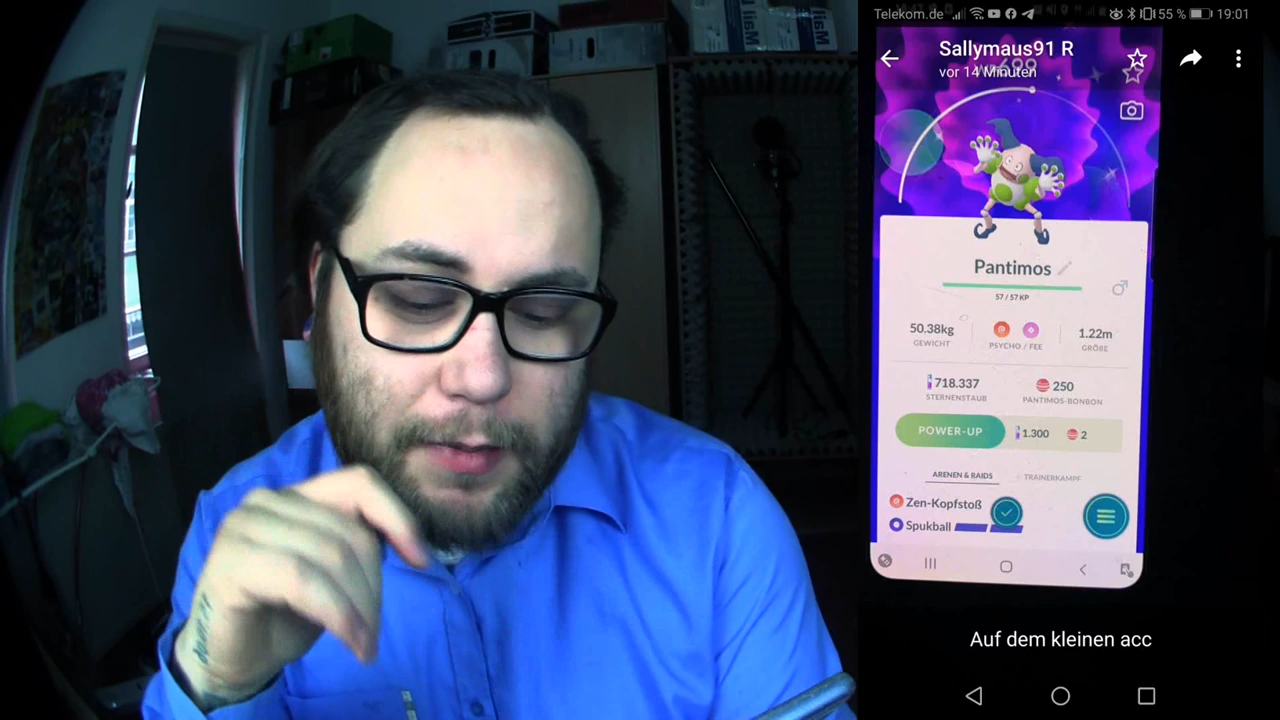 Telekom.de
55 %
19:01
Sallymaus91 R
vor 14 Minuten
Pantimos
57 / 57 KP
50.38kg
GEWICHT
PSYCHO / FEE
1.22m
GRÖßE
718.337
STERNENSTAUB
250
PANTIMOS-BONBON
POWER-UP
1.300
2
ARENEN & RAIDS
TRAINERKAMPF
Zen-Kopfstoß
Spukball
Auf dem kleinen acc